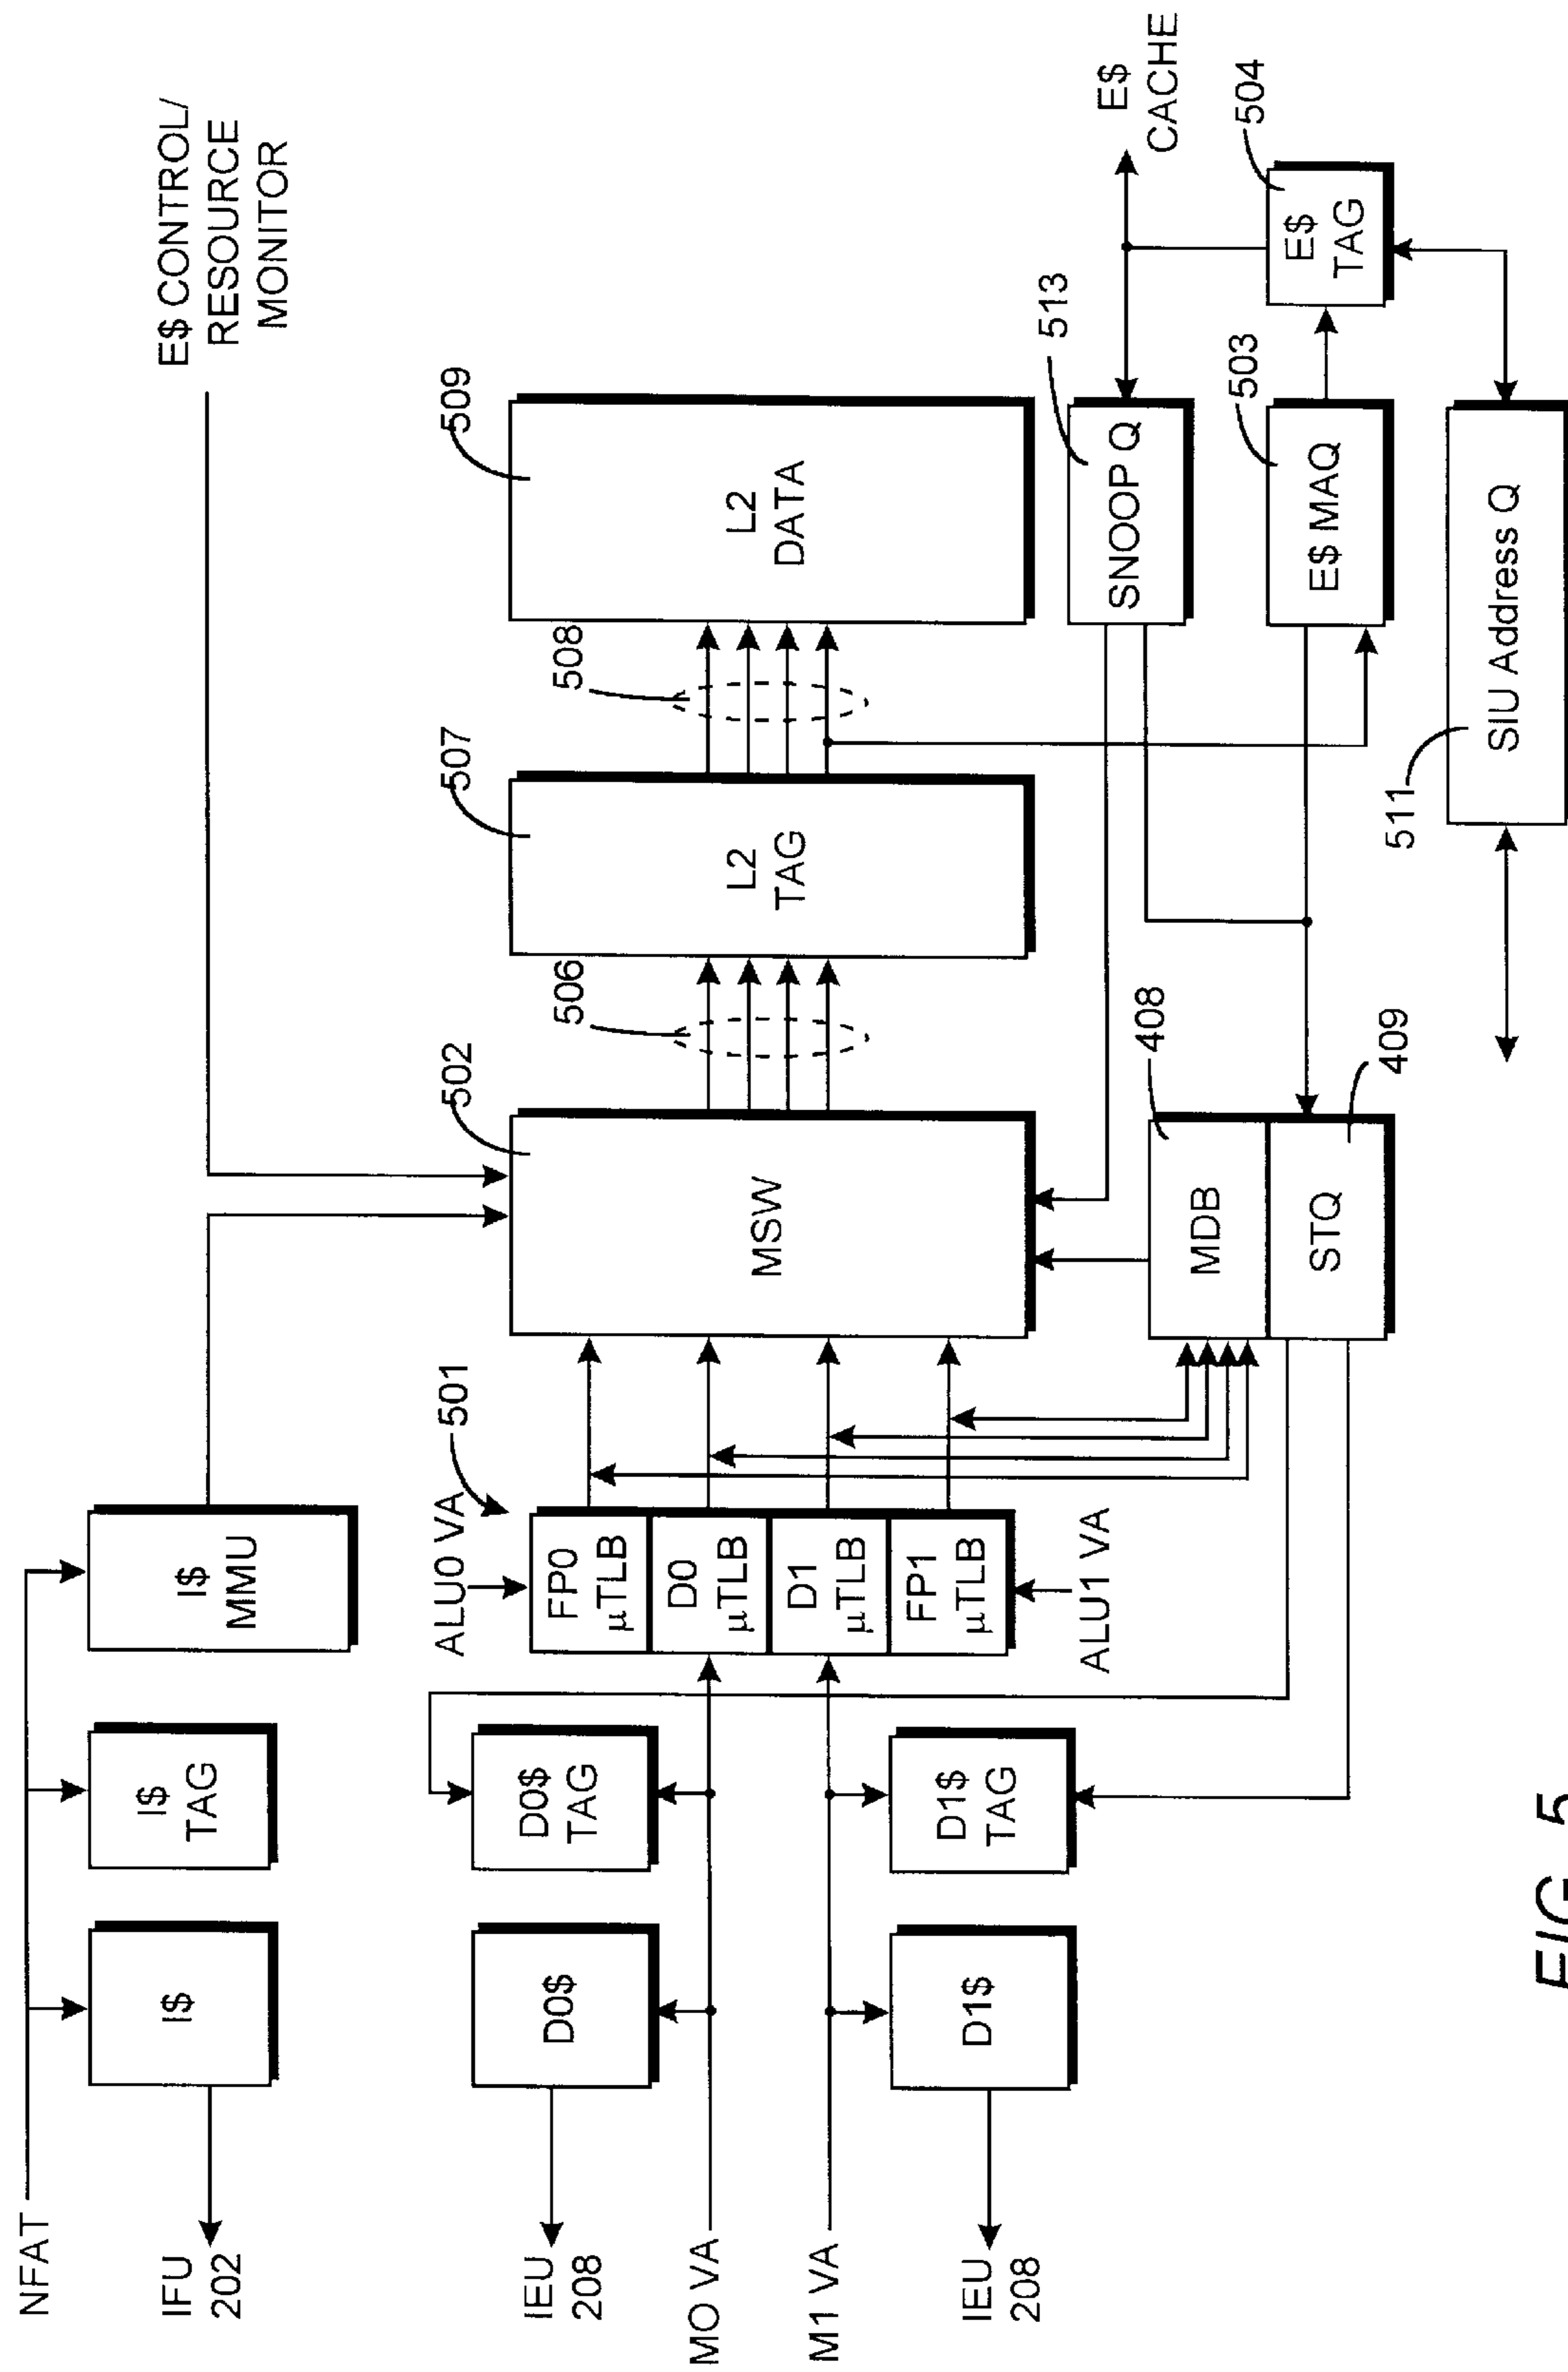 NFAT
IFU
202
I$
I$
TAG
I$
MMU
E$ CONTROL/
RESOURCE
MONITOR
IEU
208
D0$
D0$
TAG
ALU0 VA
501
FP0
µTLB
D0
µTLB
D1
µTLB
FP1
µTLB
ALU1 VA
MO VA
M1 VA
IEU
208
D1$
D1$
TAG
502
MSW
506
507
L2
TAG
508
509
L2
DATA
408
MDB
STQ
409
513
SNOOP Q
E$
CACHE
503
E$ MAQ
504
E$
TAG
511
SIU Address Q
FIG. 5